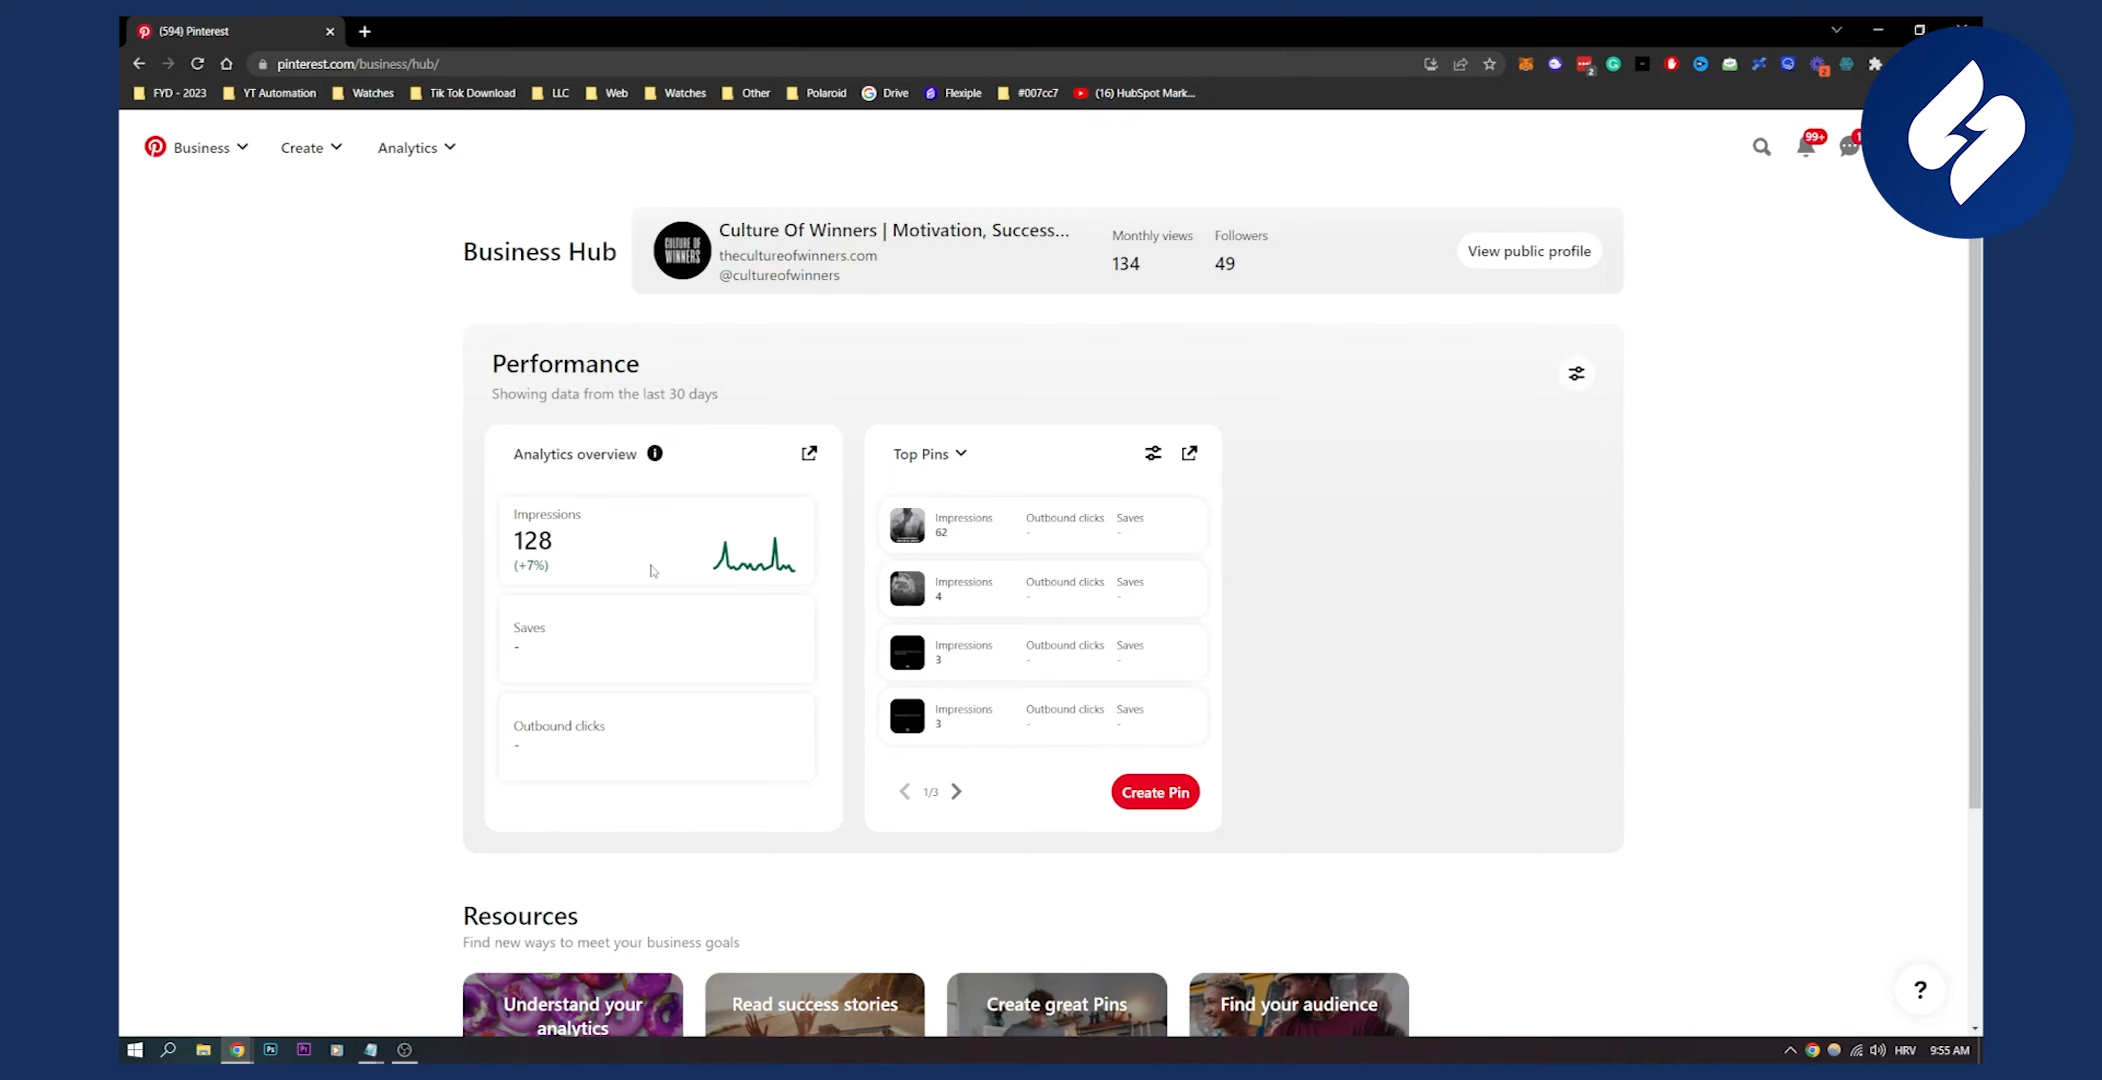 (594) Pinterest
pinterest.com/business/hub/
FYD - 2023 YT Automation Watches Tik Tok Download LLC Web Watches Other Polaroid Drive Flexiple #007cc7 (16) HubSpot Mark...
Business Create Analytics
99+
Business Hub
CULTURE OF
WINNERS
Culture Of Winners | Motivation, Success...
thecultureofwinners.com
@cultureofwinners
Monthly views
134
Followers
49
View public profile
Performance
Showing data from the last 30 days
Analytics overview
Impressions
128
(+7%)
Saves
-
Outbound clicks
-
Top Pins
Impressions Outbound clicks Saves
62 - -
Impressions Outbound clicks Saves
4 - -
Impressions Outbound clicks Saves
3 - -
Impressions Outbound clicks Saves
3 - -
1/3
Create Pin
Resources
Find new ways to meet your business goals
Understand your
analytics
Read success stories
Create great Pins
Find your audience
?
HRV 9:55 AM